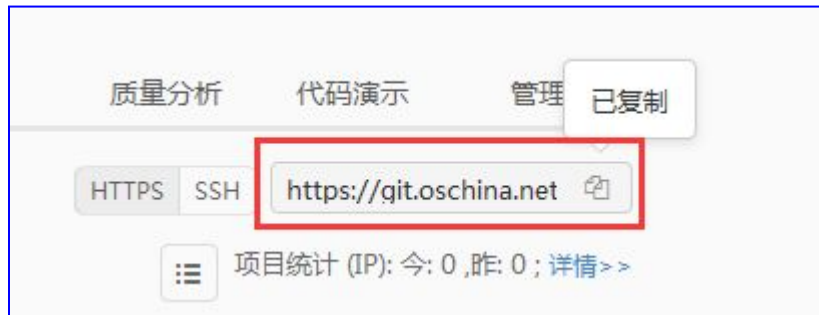 质量分析 代码演示 管理 已复制
HTTPS SSH https://git.oschina.net
项目统计 (IP): 今: 0 ,昨: 0 ; 详情>>